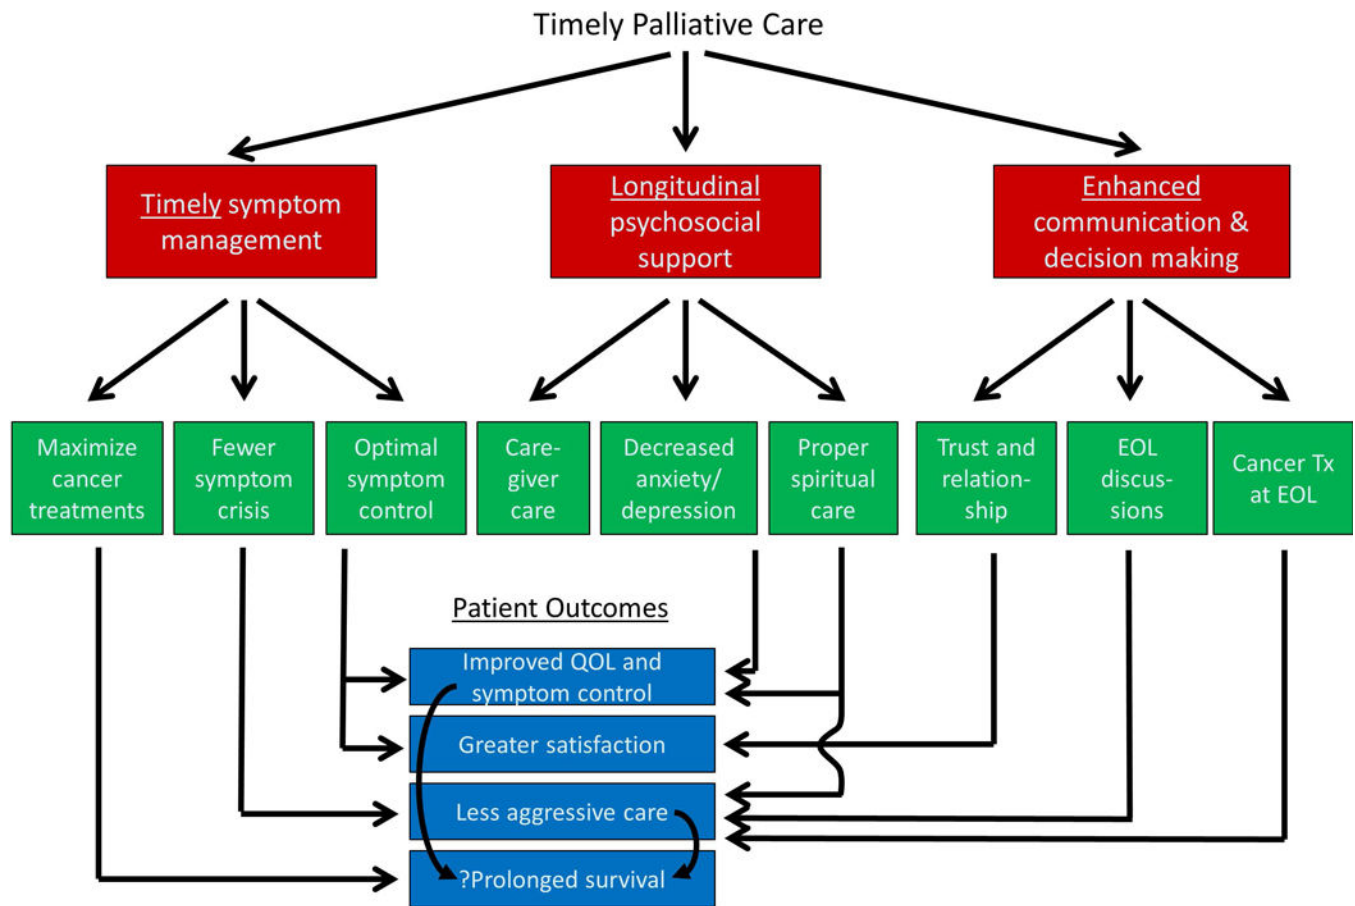 Timely Palliative Care
Timely symptom
management
Longitudinal
psychosocial
support
Enhanced
communication &
decision making
Maximize
cancer
treatments
Fewer
symptom
crisis
Optimal
symptom
control
Care-
giver
care
Decreased
anxiety/
depression
Proper
spiritual
care
Trust and
relation-
ship
EOL
discus-
sions
Cancer Tx
at EOL
Patient Outcomes
Improved QOL and
symptom control
Greater satisfaction
Less aggressive care
?Prolonged survival